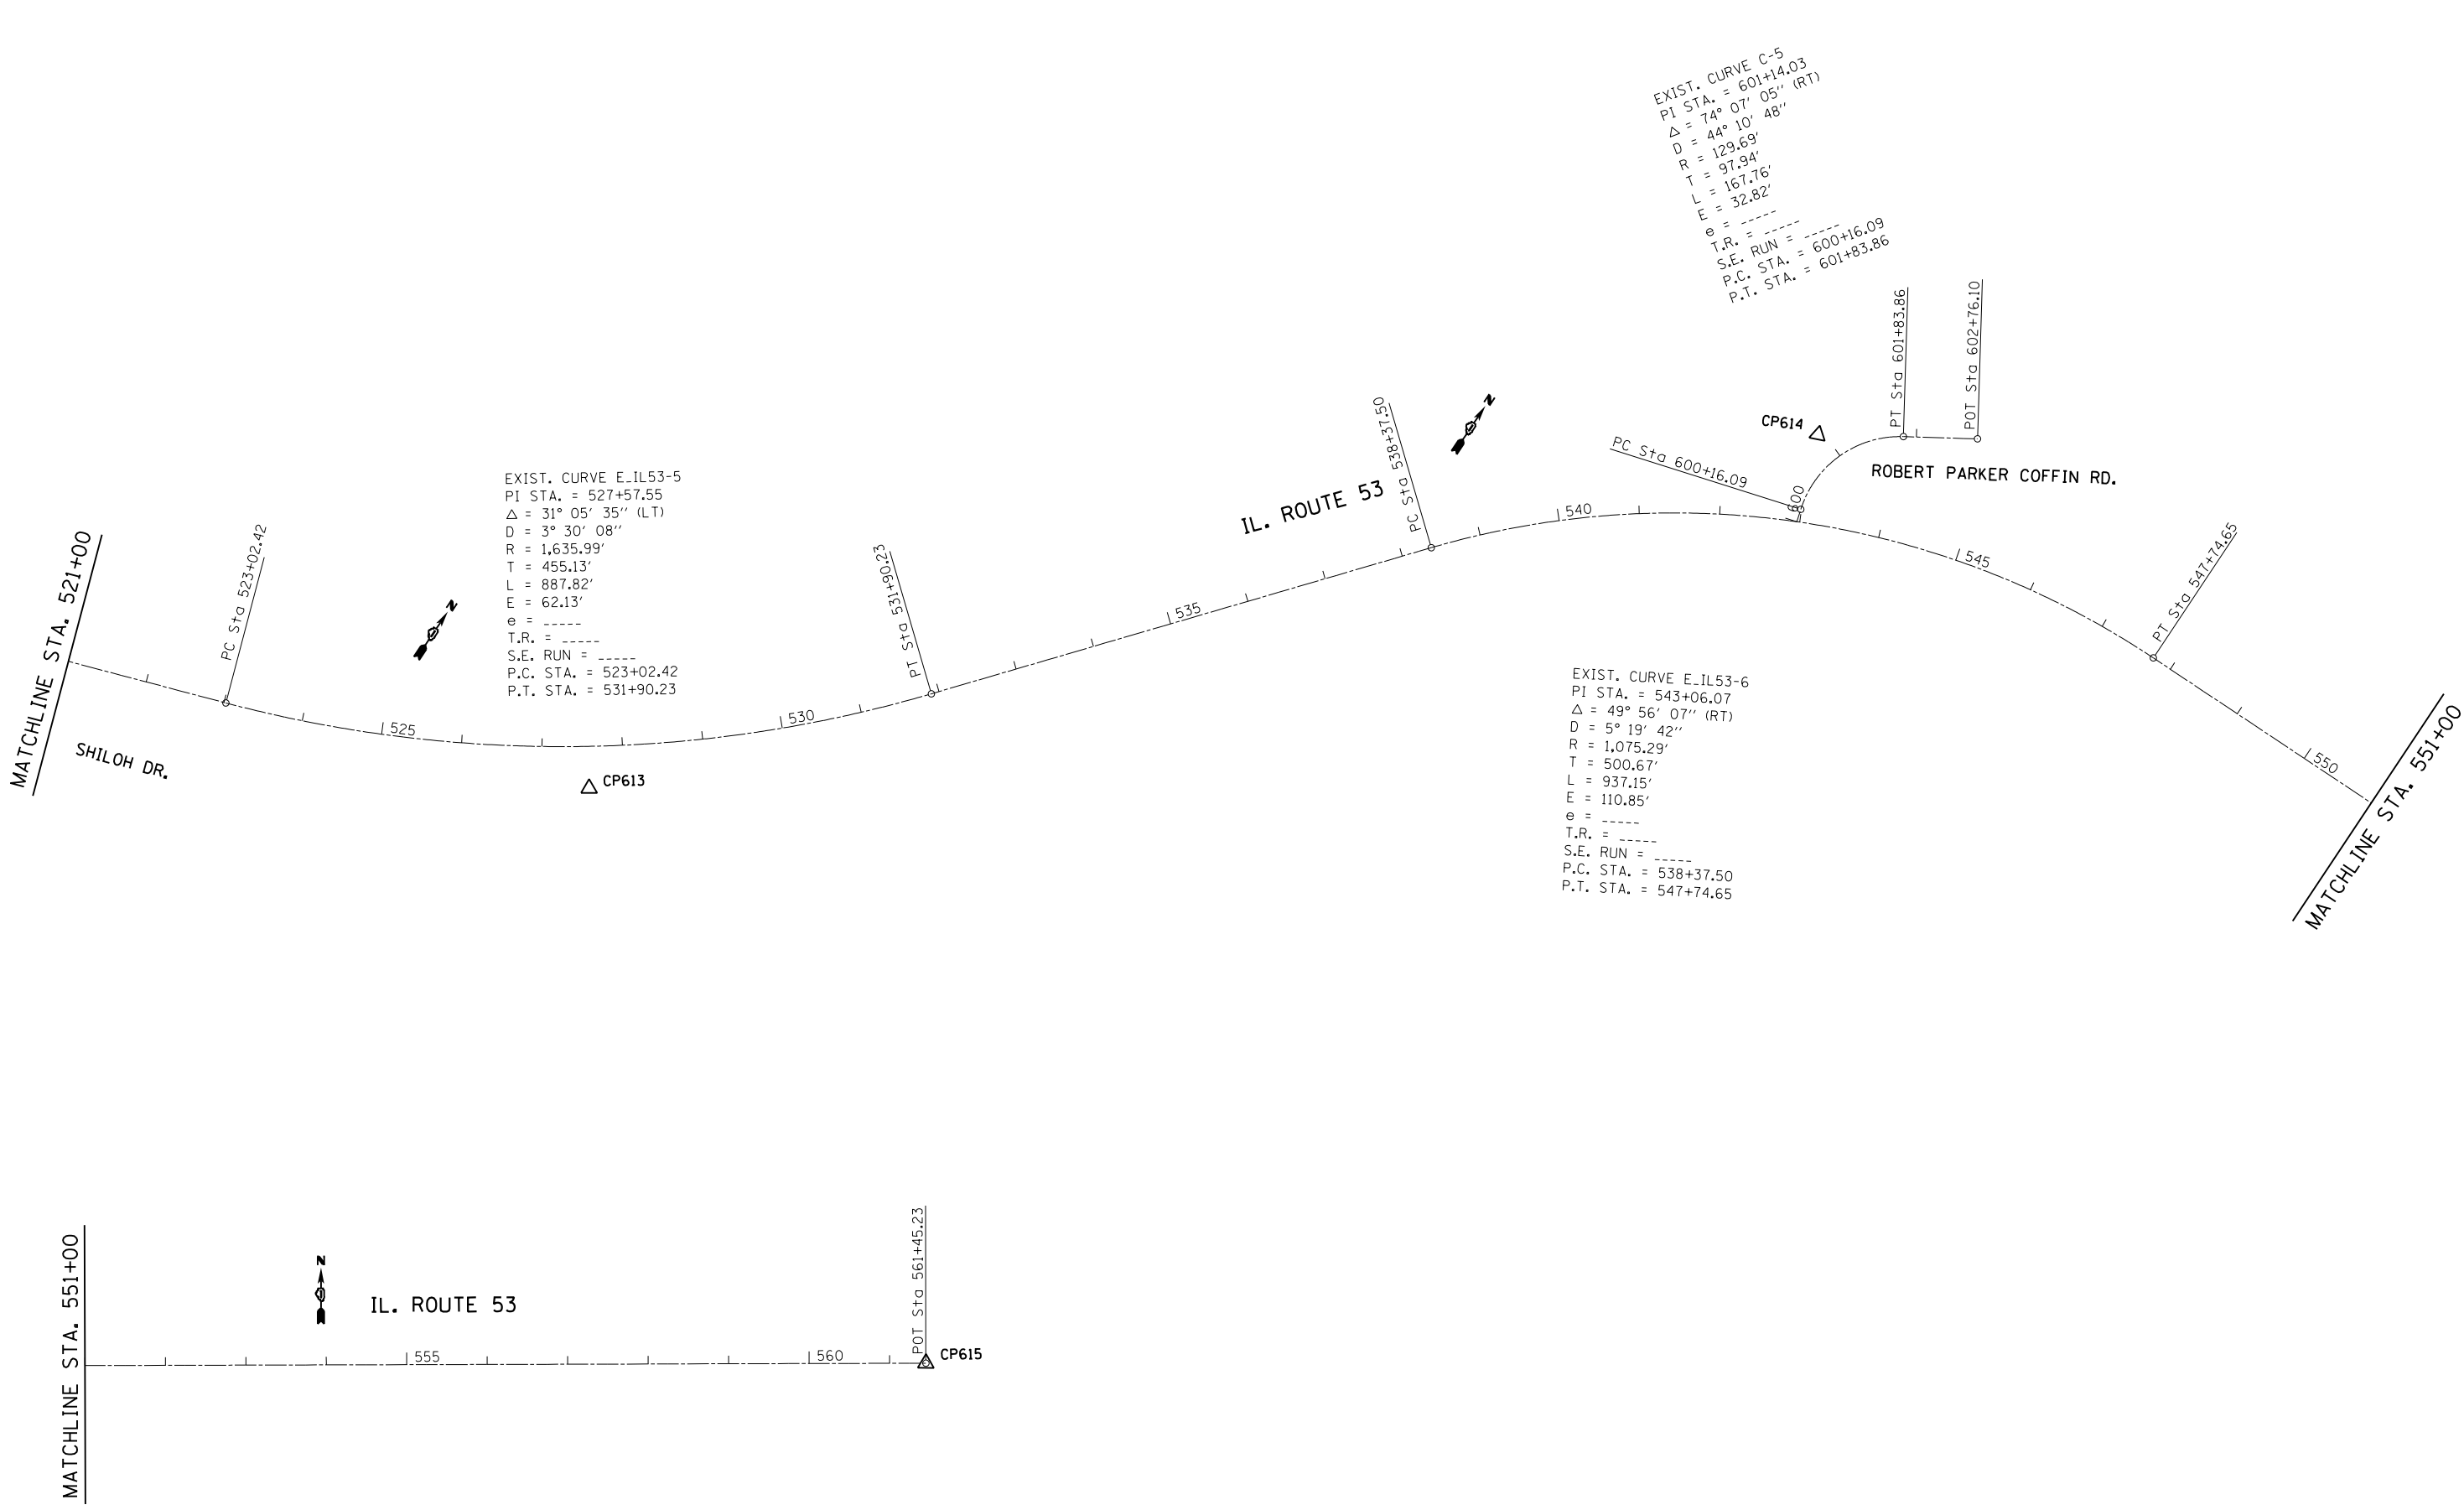 EXIST. CURVE C-5
PI STA. = 601+14.03
△ = 74° 07' 05'' (RT)
D = 44° 10' 48''
R = 129.69'
T = 97.94'
L = 167.76'
E = 32.82'
e = _____
T.R. = _____
S.E. RUN = _____
P.C. STA. = 600+16.09
P.T. STA. = 601+83.86
PT Sta 601+83.86
POT Sta 602+76.10
CP614
PC Sta 600+16.09
600
ROBERT PARKER COFFIN RD.
EXIST. CURVE E_IL53-5
PI STA. = 527+57.55
△ = 31° 05' 35'' (LT)
D = 3° 30' 08''
R = 1,635.99'
T = 455.13'
L = 887.82'
E = 62.13'
e = _____
T.R. = _____
S.E. RUN = _____
P.C. STA. = 523+02.42
P.T. STA. = 531+90.23
MATCHLINE STA. 521+00
PC Sta 523+02.42
N
SHILOH DR.
525
CP613
530
PT Sta 531+90.23
535
IL. ROUTE 53
PC Sta 538+37.50
N
540
545
PT Sta 547+74.65
550
MATCHLINE STA. 551+00
EXIST. CURVE E_IL53-6
PI STA. = 543+06.07
△ = 49° 56' 07'' (RT)
D = 5° 19' 42''
R = 1,075.29'
T = 500.67'
L = 937.15'
E = 110.85'
e = _____
T.R. = _____
S.E. RUN = _____
P.C. STA. = 538+37.50
P.T. STA. = 547+74.65
MATCHLINE STA. 551+00
N
IL. ROUTE 53
555
560
POT Sta 561+45.23
CP615